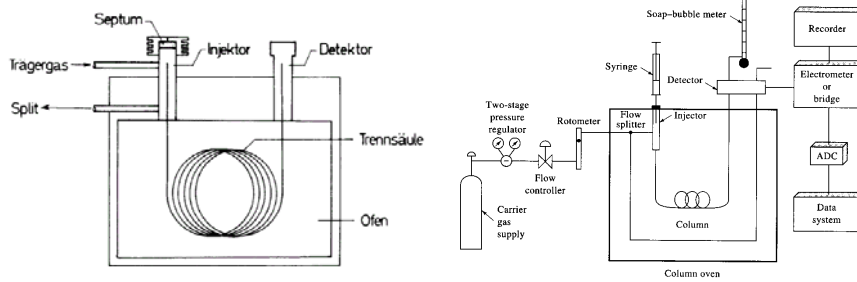 Septum
Injektor
Detektor
Trägergas
Split
Trennsäule
Ofen
Soap-bubble meter
Recorder
Syringe
Detector
Electrometer
or
bridge
Two-stage
pressure
regulator
Rotometer
Flow
splitter
Injector
ADC
Flow
controller
Carrier
gas
supply
Column
Data
system
Column oven